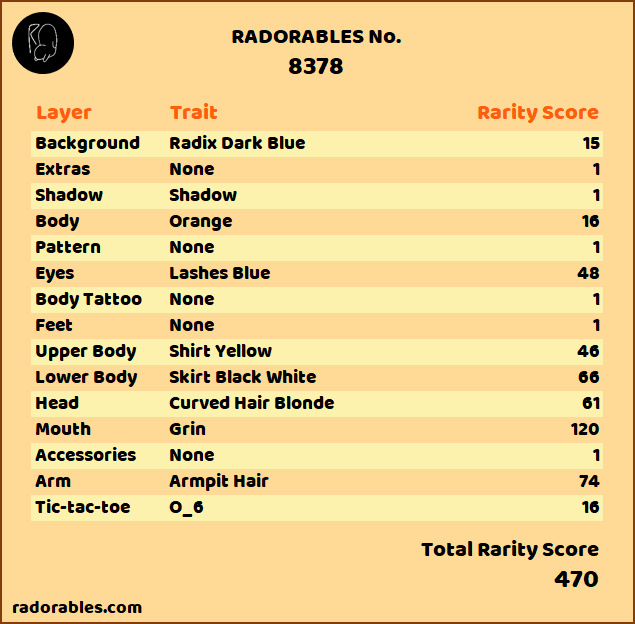 RADORABLES No.
8378
Layer Trait Rarity Score
Background Radix Dark Blue 15
Extras None 1
Shadow Shadow 1
Body Orange 16
Pattern None 1
Eyes Lashes Blue 48
Body Tattoo None 1
Feet None 1
Upper Body Shirt Yellow 46
Lower Body Skirt Black White 66
Head Curved Hair Blonde 61
Mouth Grin 120
Accessories None 1
Arm Armpit Hair 74
Tic-tac-toe O_6 16
Total Rarity Score
470
radorables.com